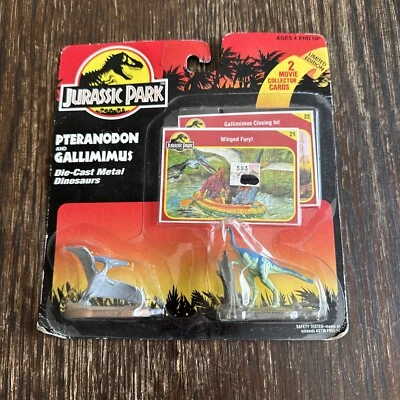 AGES 4 AND UP
LIMITED
EDITION
2
MOVIE
COLLECTOR
CARDS
JURASSIC PARK
PTERANODON
AND
GALLIMIMUS
Die-Cast Metal
Dinosaurs
Gallimimus Closing In!
22
Winged Fury!
21
JURASSIC PARK
593
SAFETY TESTED